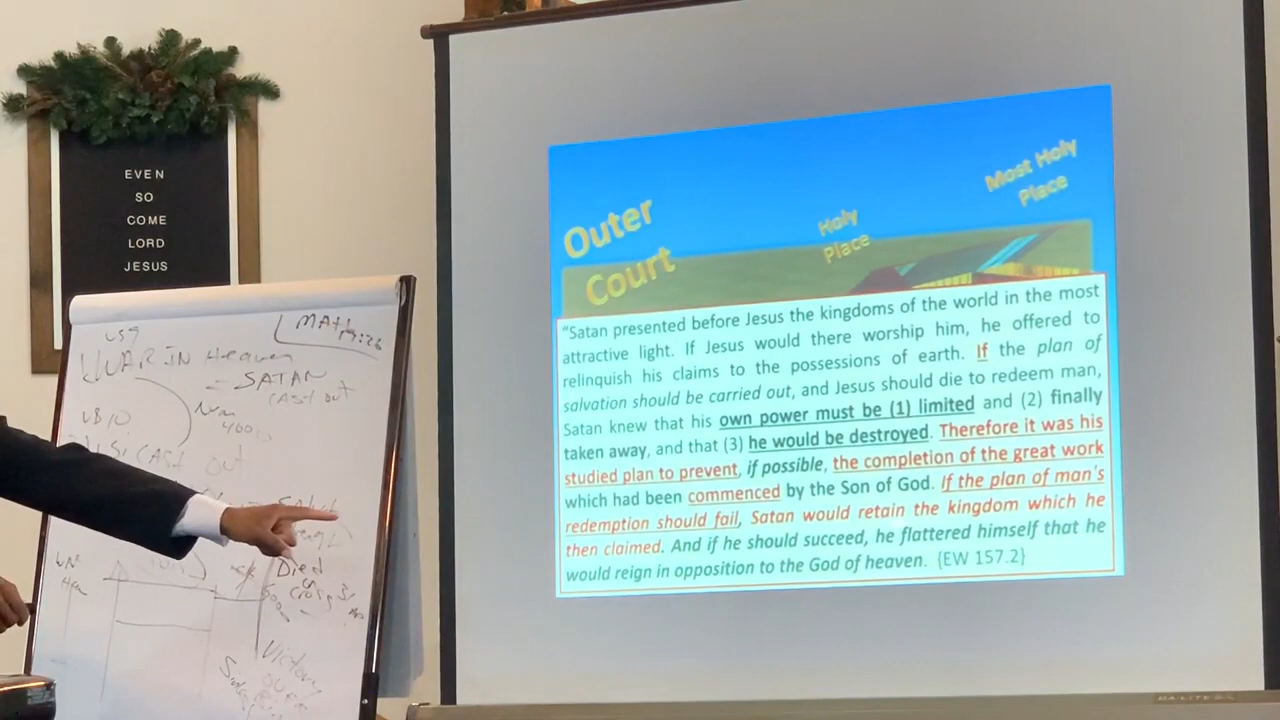 EVEN
SO
COME
LORD
JESUS
WAR IN Heaven
- SATAN
CAST out
CAST out
Died
Cross
Victory
Outer
Court
Holy
Place
Most Holy
Place
“Satan presented before Jesus the kingdoms of the world in the most
attractive light. If Jesus would there worship him, he offered to
relinquish his claims to the possessions of earth. If the plan of
salvation should be carried out, and Jesus should die to redeem man,
Satan knew that his own power must be (1) limited and (2) finally
taken away, and that (3) he would be destroyed. Therefore it was his
studied plan to prevent, if possible, the completion of the great work
which had been commenced by the Son of God. If the plan of man's
redemption should fail, Satan would retain the kingdom which he
then claimed. And if he should succeed, he flattered himself that he
would reign in opposition to the God of heaven. {EW 157.2}
DA-LITE